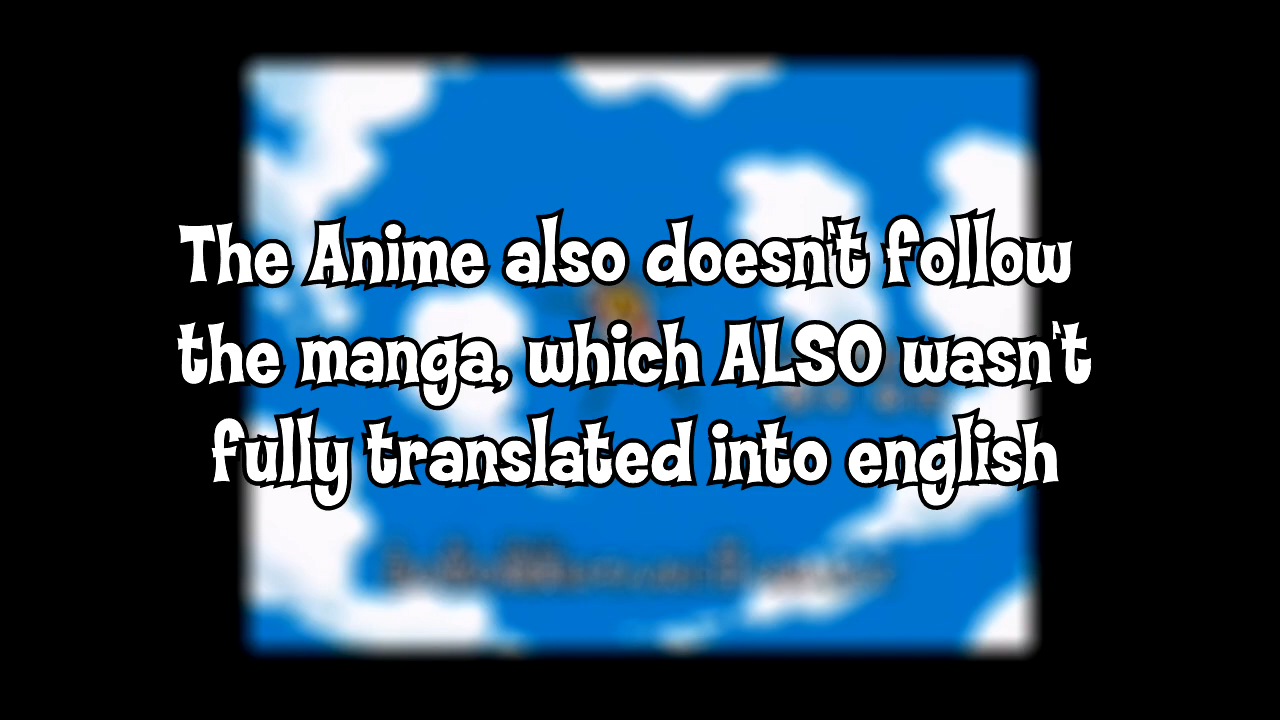 The Anime also doesn't follow
the manga, which ALSO wasn't
fully translated into english